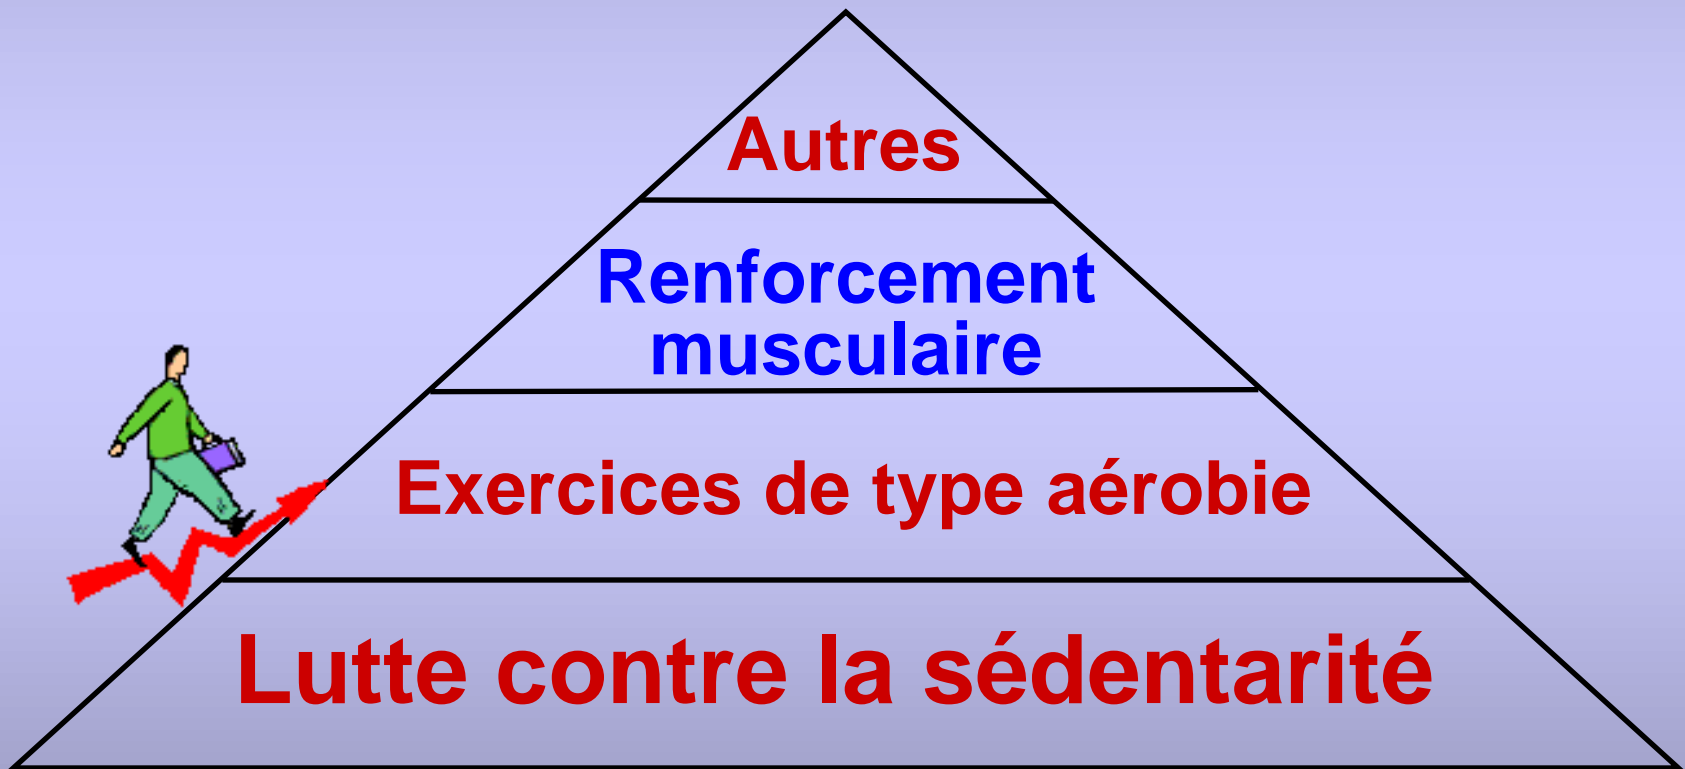 Autres
Renforcement
musculaire
Exercices de type aérobie
Lutte contre la sédentarité